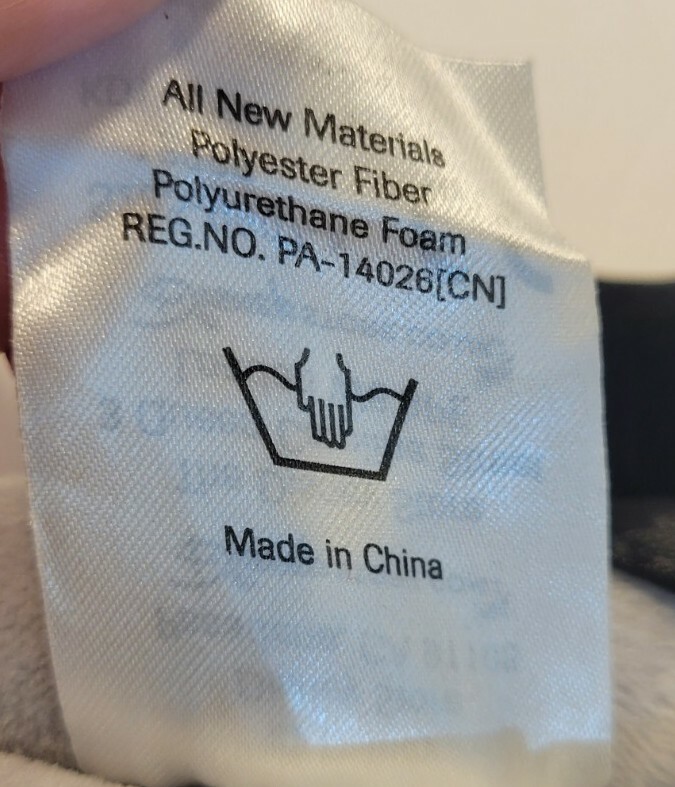 All New Materials
Polyester Fiber
Polyurethane Foam
REG.NO. PA-14026[CN]
Made in China